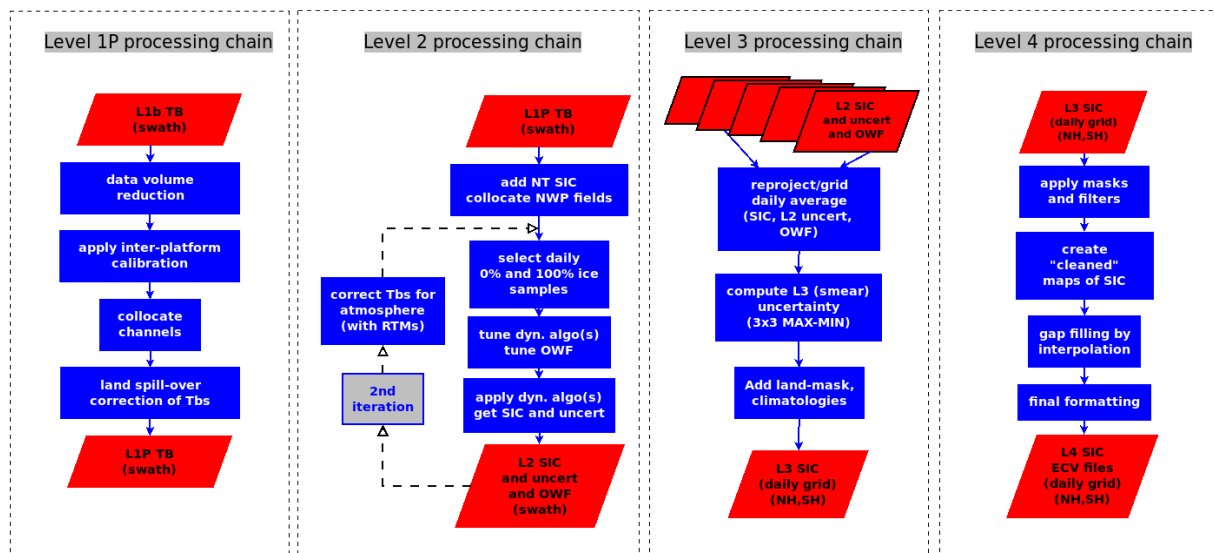 Level 1P processing chain
L1b TB
(swath)
data volume
reduction
apply inter-platform
calibration
collocate
channels
land spill-over
correction of Tbs
L1P TB
(swath)
Level 2 processing chain
L1P TB
(swath)
add NT SIC
collocate NWP fields
select daily
0% and 100% ice
samples
correct Tbs for
atmosphere
(with RTMs)
tune dyn. algo(s)
tune OWF
2nd
iteration
apply dyn. algo(s)
get SIC and uncert
L2 SIC
and uncert
and OWF
(swath)
Level 3 processing chain
L2 SIC
and uncert
and OWF
reproject/grid
daily average
(SIC, L2 uncert,
OWF)
compute L3 (smear)
uncertainty
(3x3 MAX-MIN)
Add land-mask,
climatologies
L3 SIC
(daily grid)
(NH,SH)
Level 4 processing chain
L3 SIC
(daily grid)
(NH,SH)
apply masks
and filters
create
"cleaned"
maps of SIC
gap filling by
interpolation
final formatting
L4 SIC
ECV files
(daily grid)
(NH,SH)